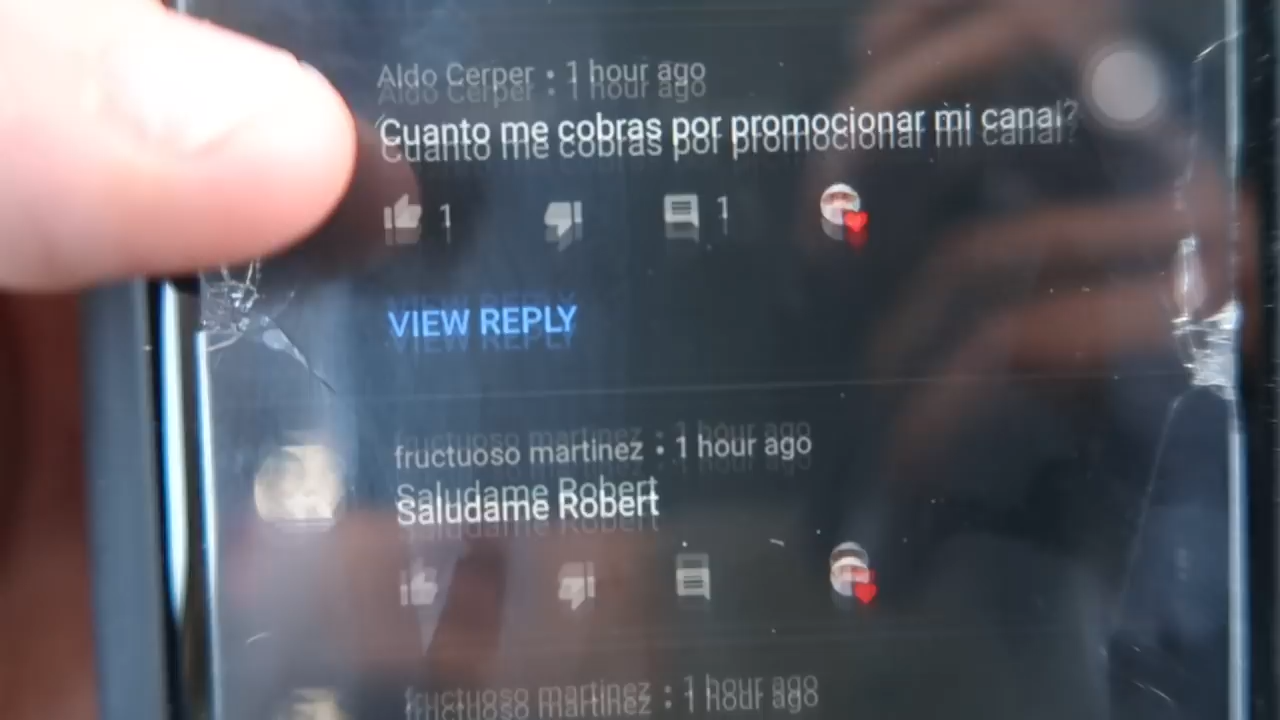 Aldo Cerper • 1 hour ago
Cuanto me cobras por promocionar mi canal?
1
1
VIEW REPLY
fructuoso martinez • 1 hour ago
Saludame Robert
fructuoso martinez • 1 hour ago